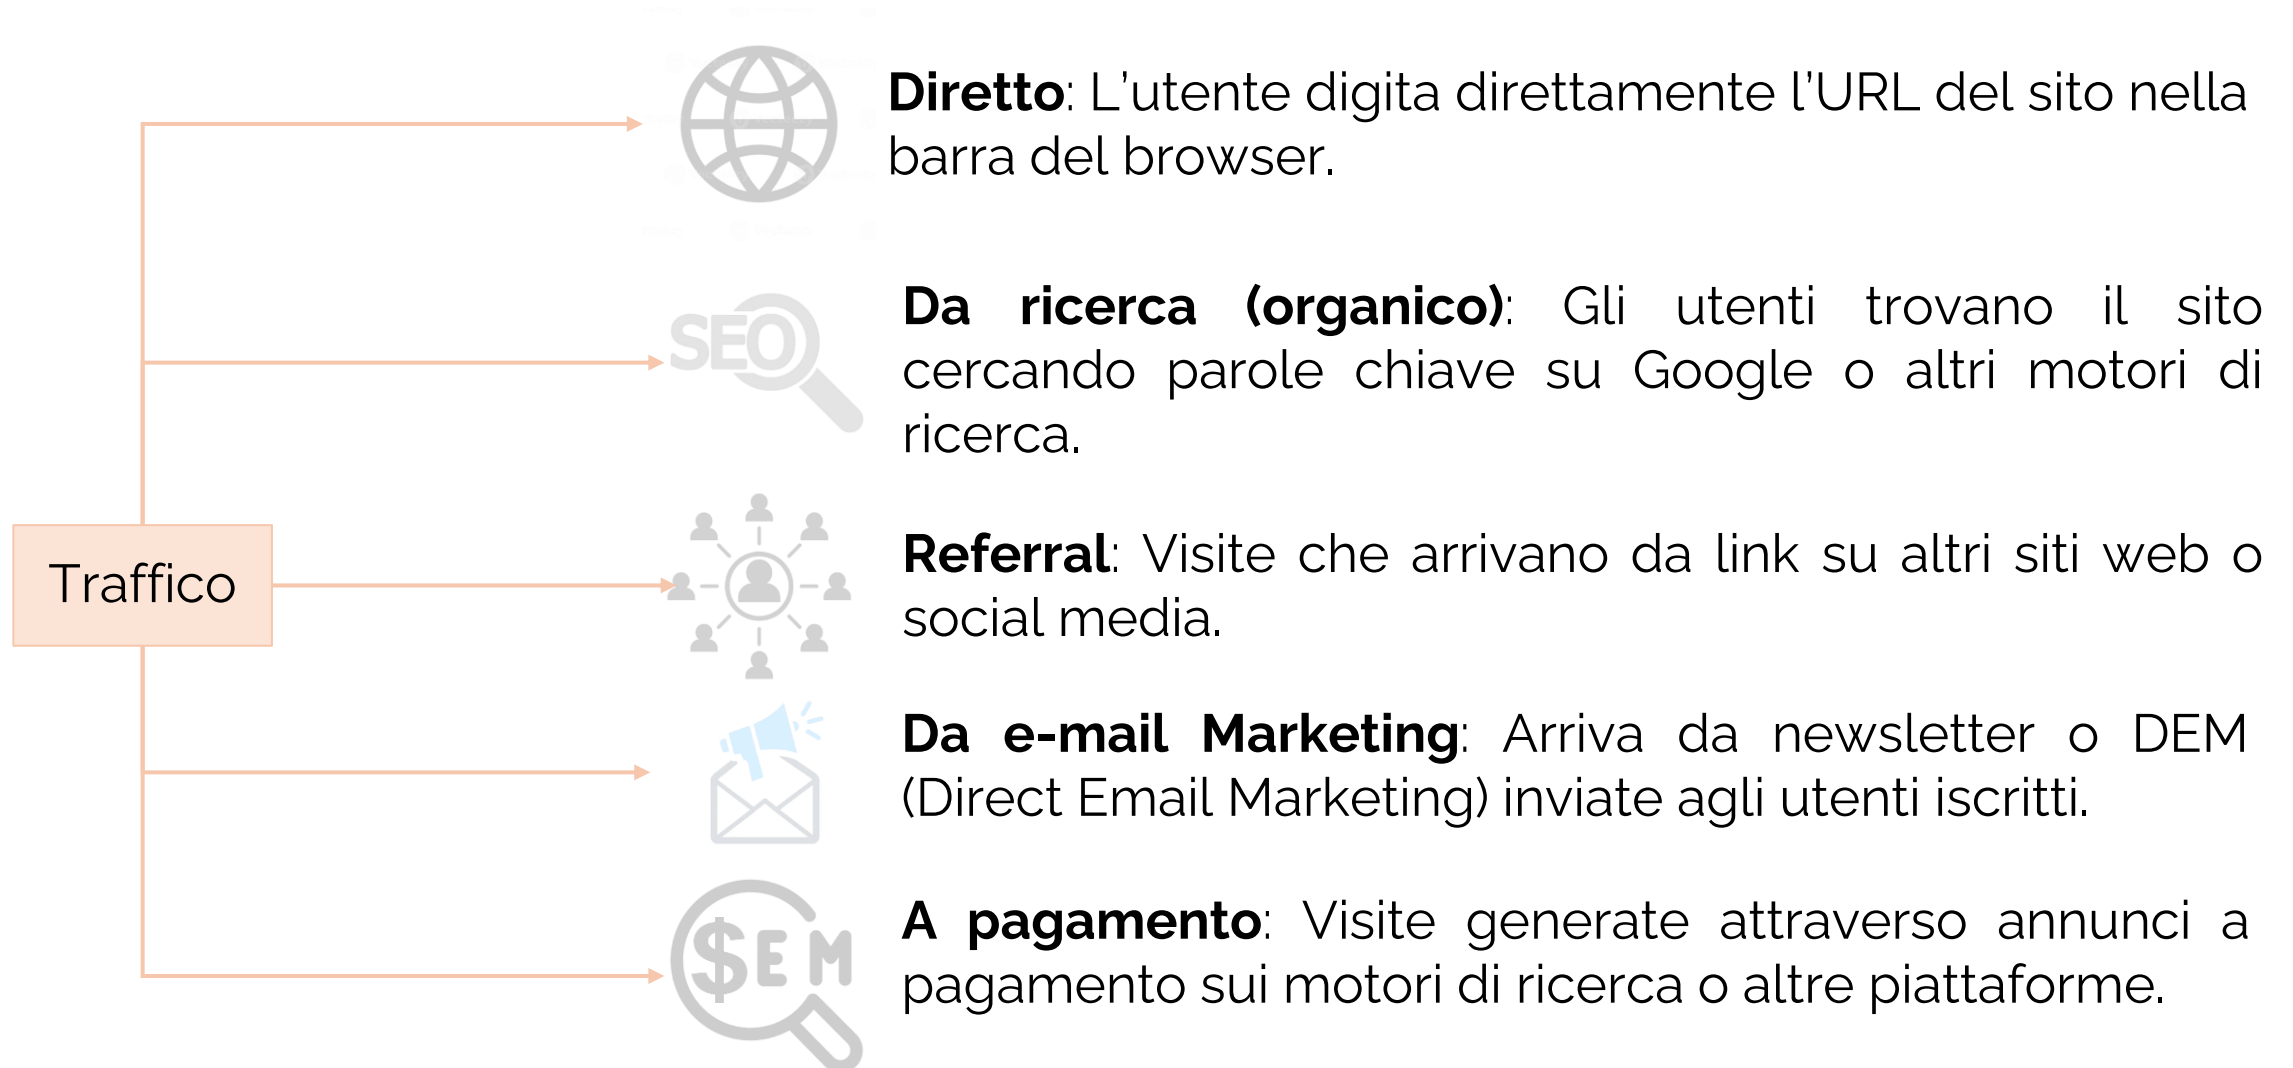 Diretto: L’utente digita direttamente l’URL del sito nella
barra del browser.
SEO
Da ricerca (organico): Gli utenti trovano il sito
cercando parole chiave su Google o altri motori di
ricerca.
Traffico
Referral: Visite che arrivano da link su altri siti web o
social media.
Da e-mail Marketing: Arriva da newsletter o DEM
(Direct Email Marketing) inviate agli utenti iscritti.
$EM
A pagamento: Visite generate attraverso annunci a
pagamento sui motori di ricerca o altre piattaforme.